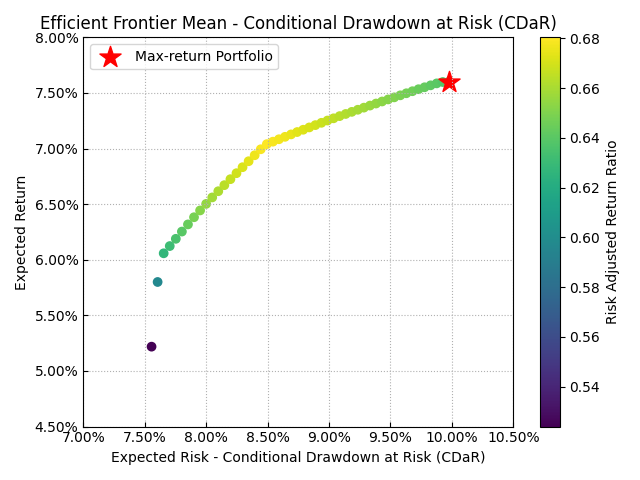 Efficient Frontier Mean - Conditional Drawdown at Risk (CDaR)
Max-return Portfolio
8.00%
7.50%
7.00%
6.50%
6.00%
5.50%
5.00%
4.50%
Expected Return
7.00% 7.50% 8.00% 8.50% 9.00% 9.50% 10.00% 10.50%
Expected Risk - Conditional Drawdown at Risk (CDaR)
0.68
0.66
0.64
0.62
0.60
0.58
0.56
0.54
Risk Adjusted Return Ratio